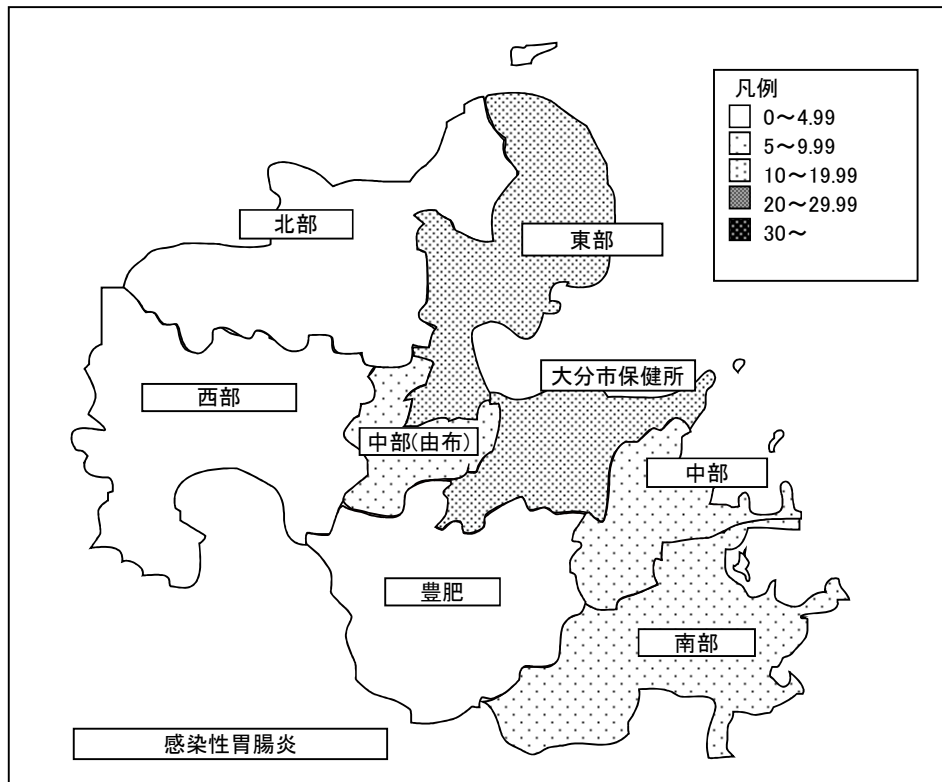 凡例
0～4.99
5～9.99
10～19.99
20～29.99
30～
北部
東部
大分市保健所
西部
中部(由布)
中部
豊肥
南部
感染性胃腸炎